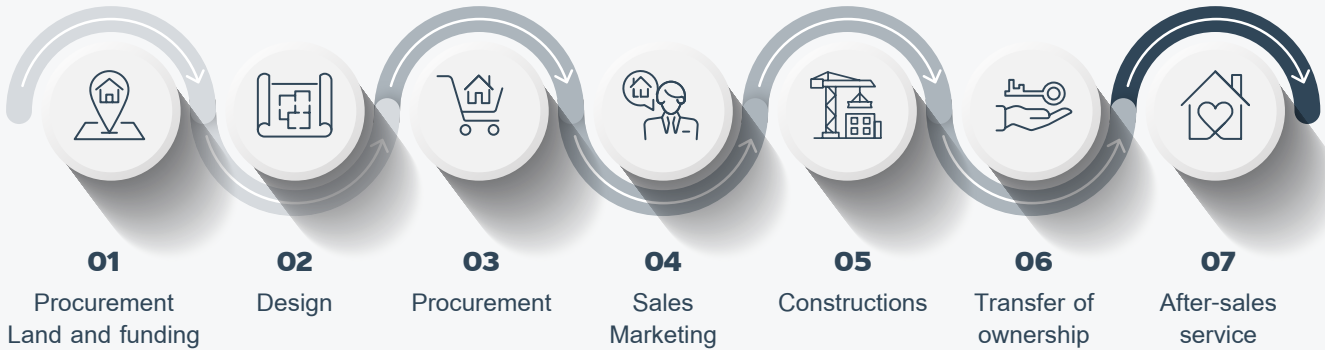 01
Procurement
Land and funding
02
Design
03
Procurement
04
Sales
Marketing
05
Constructions
06
Transfer of
ownership
07
After-sales
service